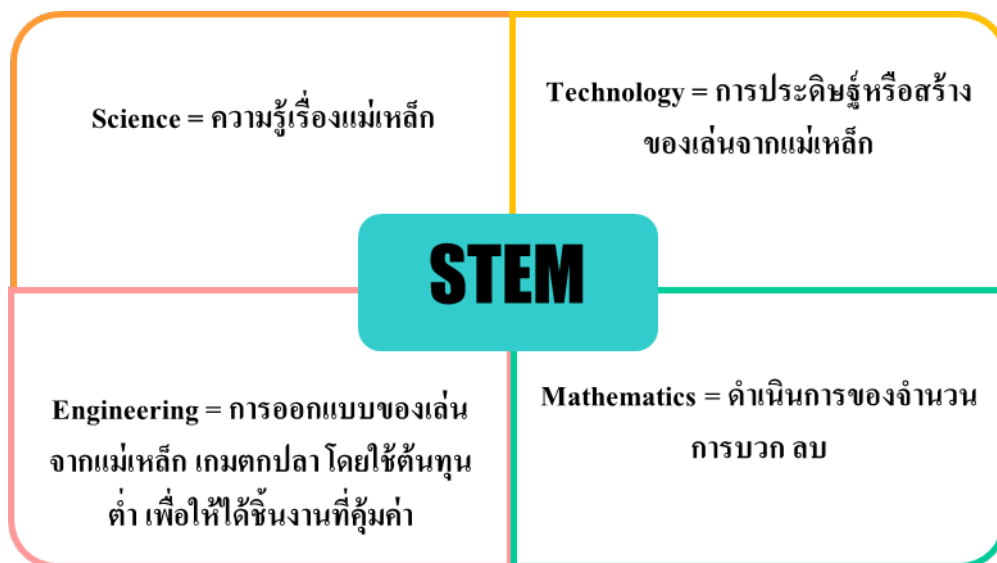 Science = ความรู้เรื่องแม่เหล็ก
Technology = การประดิษฐ์หรือสร้าง
ของเล่นจากแม่เหล็ก
STEM
Engineering = การออกแบบของเล่น
จากแม่เหล็ก เกมตกปลา โดยใช้ต้นทุน
ต่ำ เพื่อให้ได้ชิ้นงานที่คุ้มค่า
Mathematics = ดำเนินการของจำนวน
การบวก ลบ